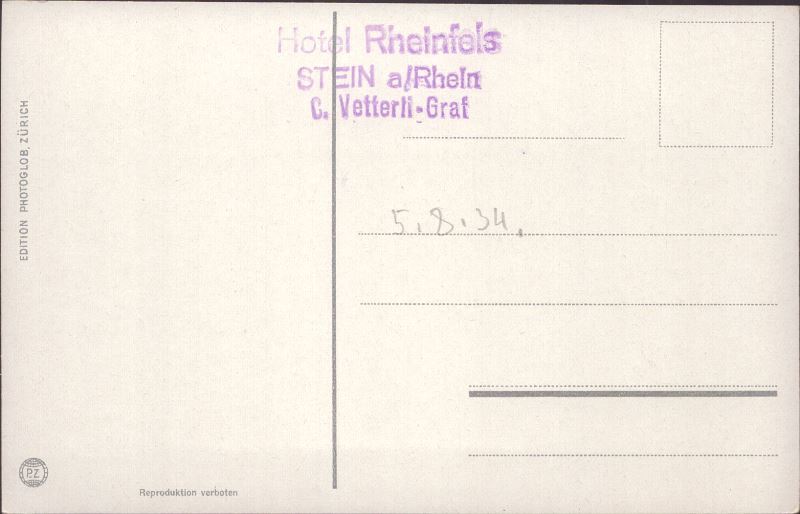 Hotel Rheinfels
STEIN a/Rhein
C. Vetterli-Graf
EDITION PHOTOGLOB, ZÜRICH
5.8.34.
PZ
Reproduktion verboten